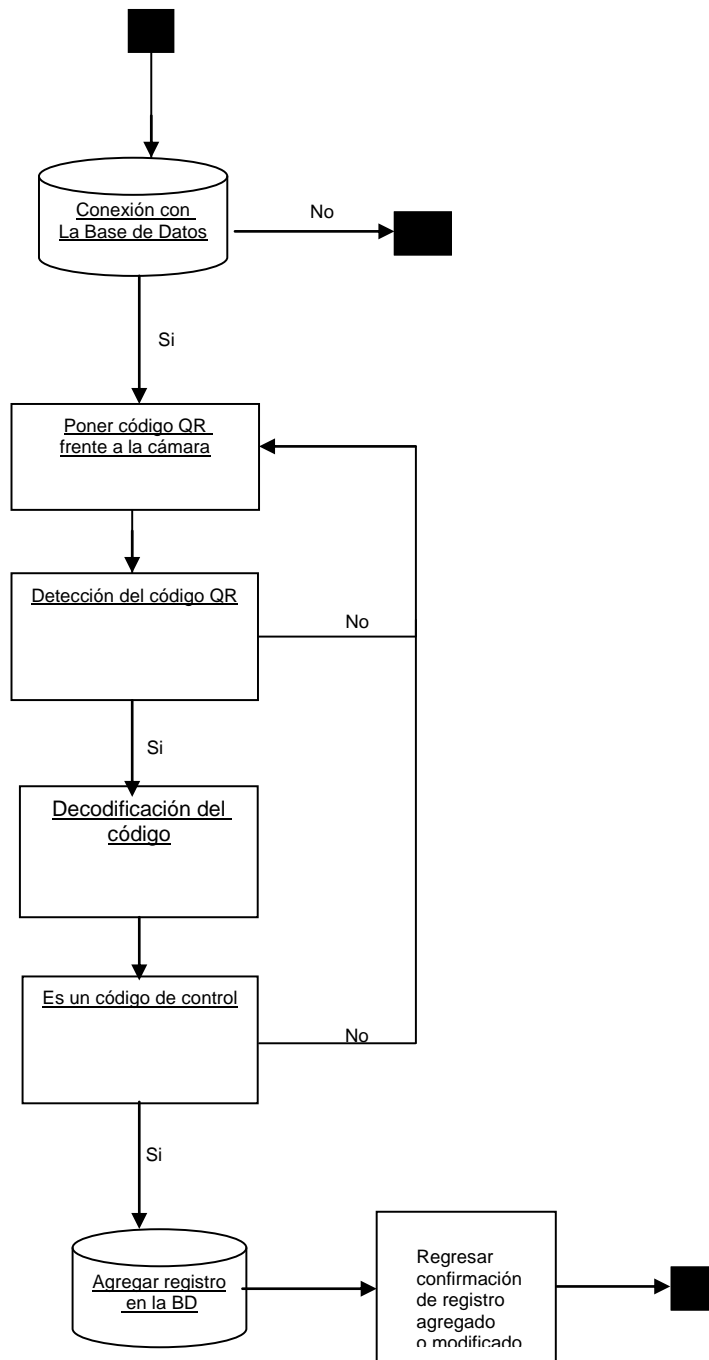 Conexión con
La Base de Datos
No
Si
Poner código QR
frente a la cámara
Detección del código QR
No
Si
Decodificación del
código
Es un código de control
No
Si
Agregar registro
en la BD
Regresar
confirmación
de registro
agregado
o modificado